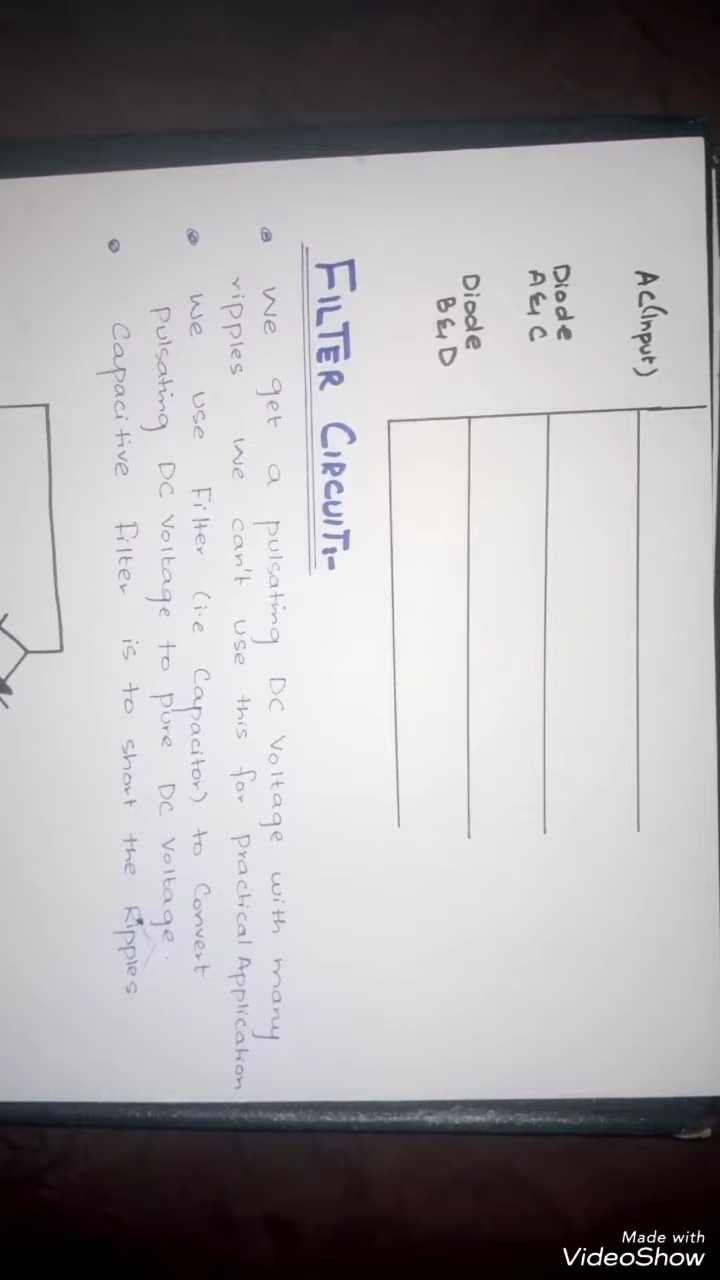 AC(Input)
Diode
A & C
Diode
B & D
FILTER CIRCUIT:-
We get a pulsating DC Voltage with many
ripples we can't use this for Practical Application
We use Filter (i.e Capacitor) to Convert
Pulsating DC Voltage to pure DC Voltage.
Capacitive Filter is to short the Ripples
Made with
VideoShow